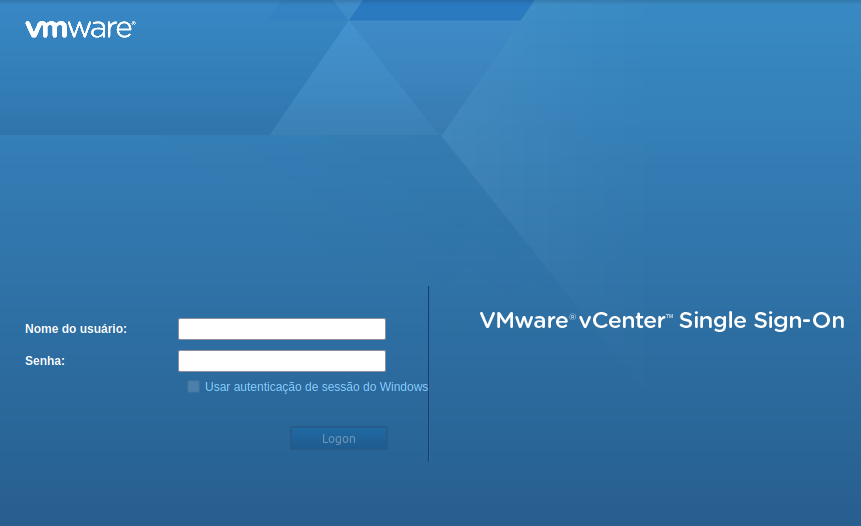 vmware®
Nome do usuário:
Senha:
Usar autenticação de sessão do Windows
Logon
VMware® vCenter™ Single Sign-On